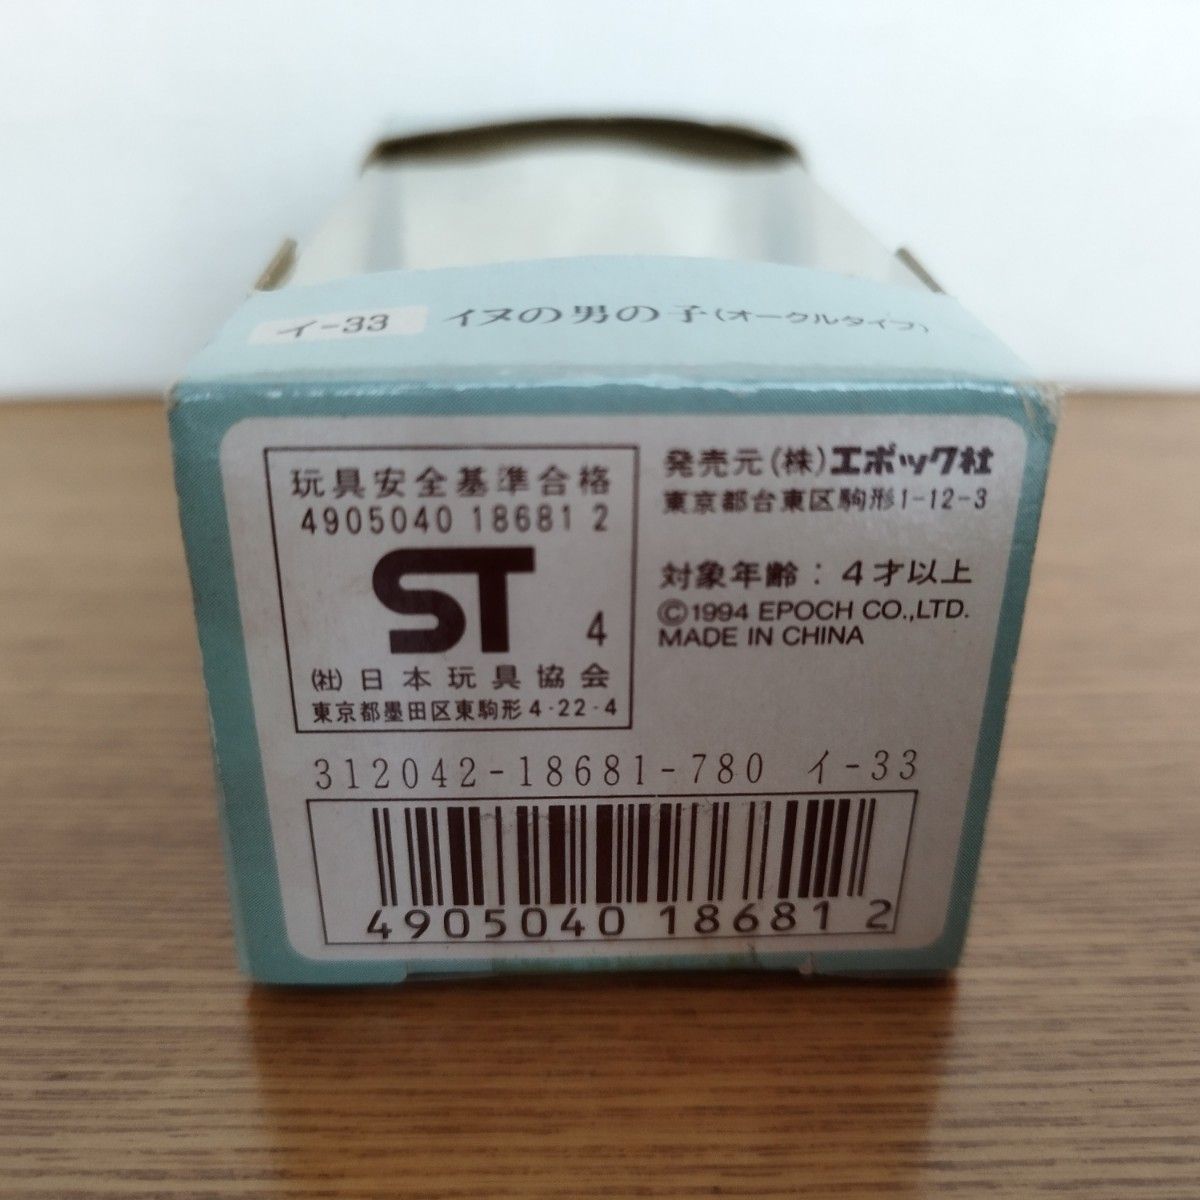 イ-33 イヌの男の子(オークルタイプ)
玩具安全基準合格
4905040 18681 2
ST 4
(社)日本玩具協会
東京都墨田区東駒形4-22-4
発売元(株)エポック社
東京都台東区駒形1-12-3
対象年齢:4才以上
©1994 EPOCH CO.,LTD.
MADE IN CHINA
312042-18681-780 イ-33
4905040 18681 2